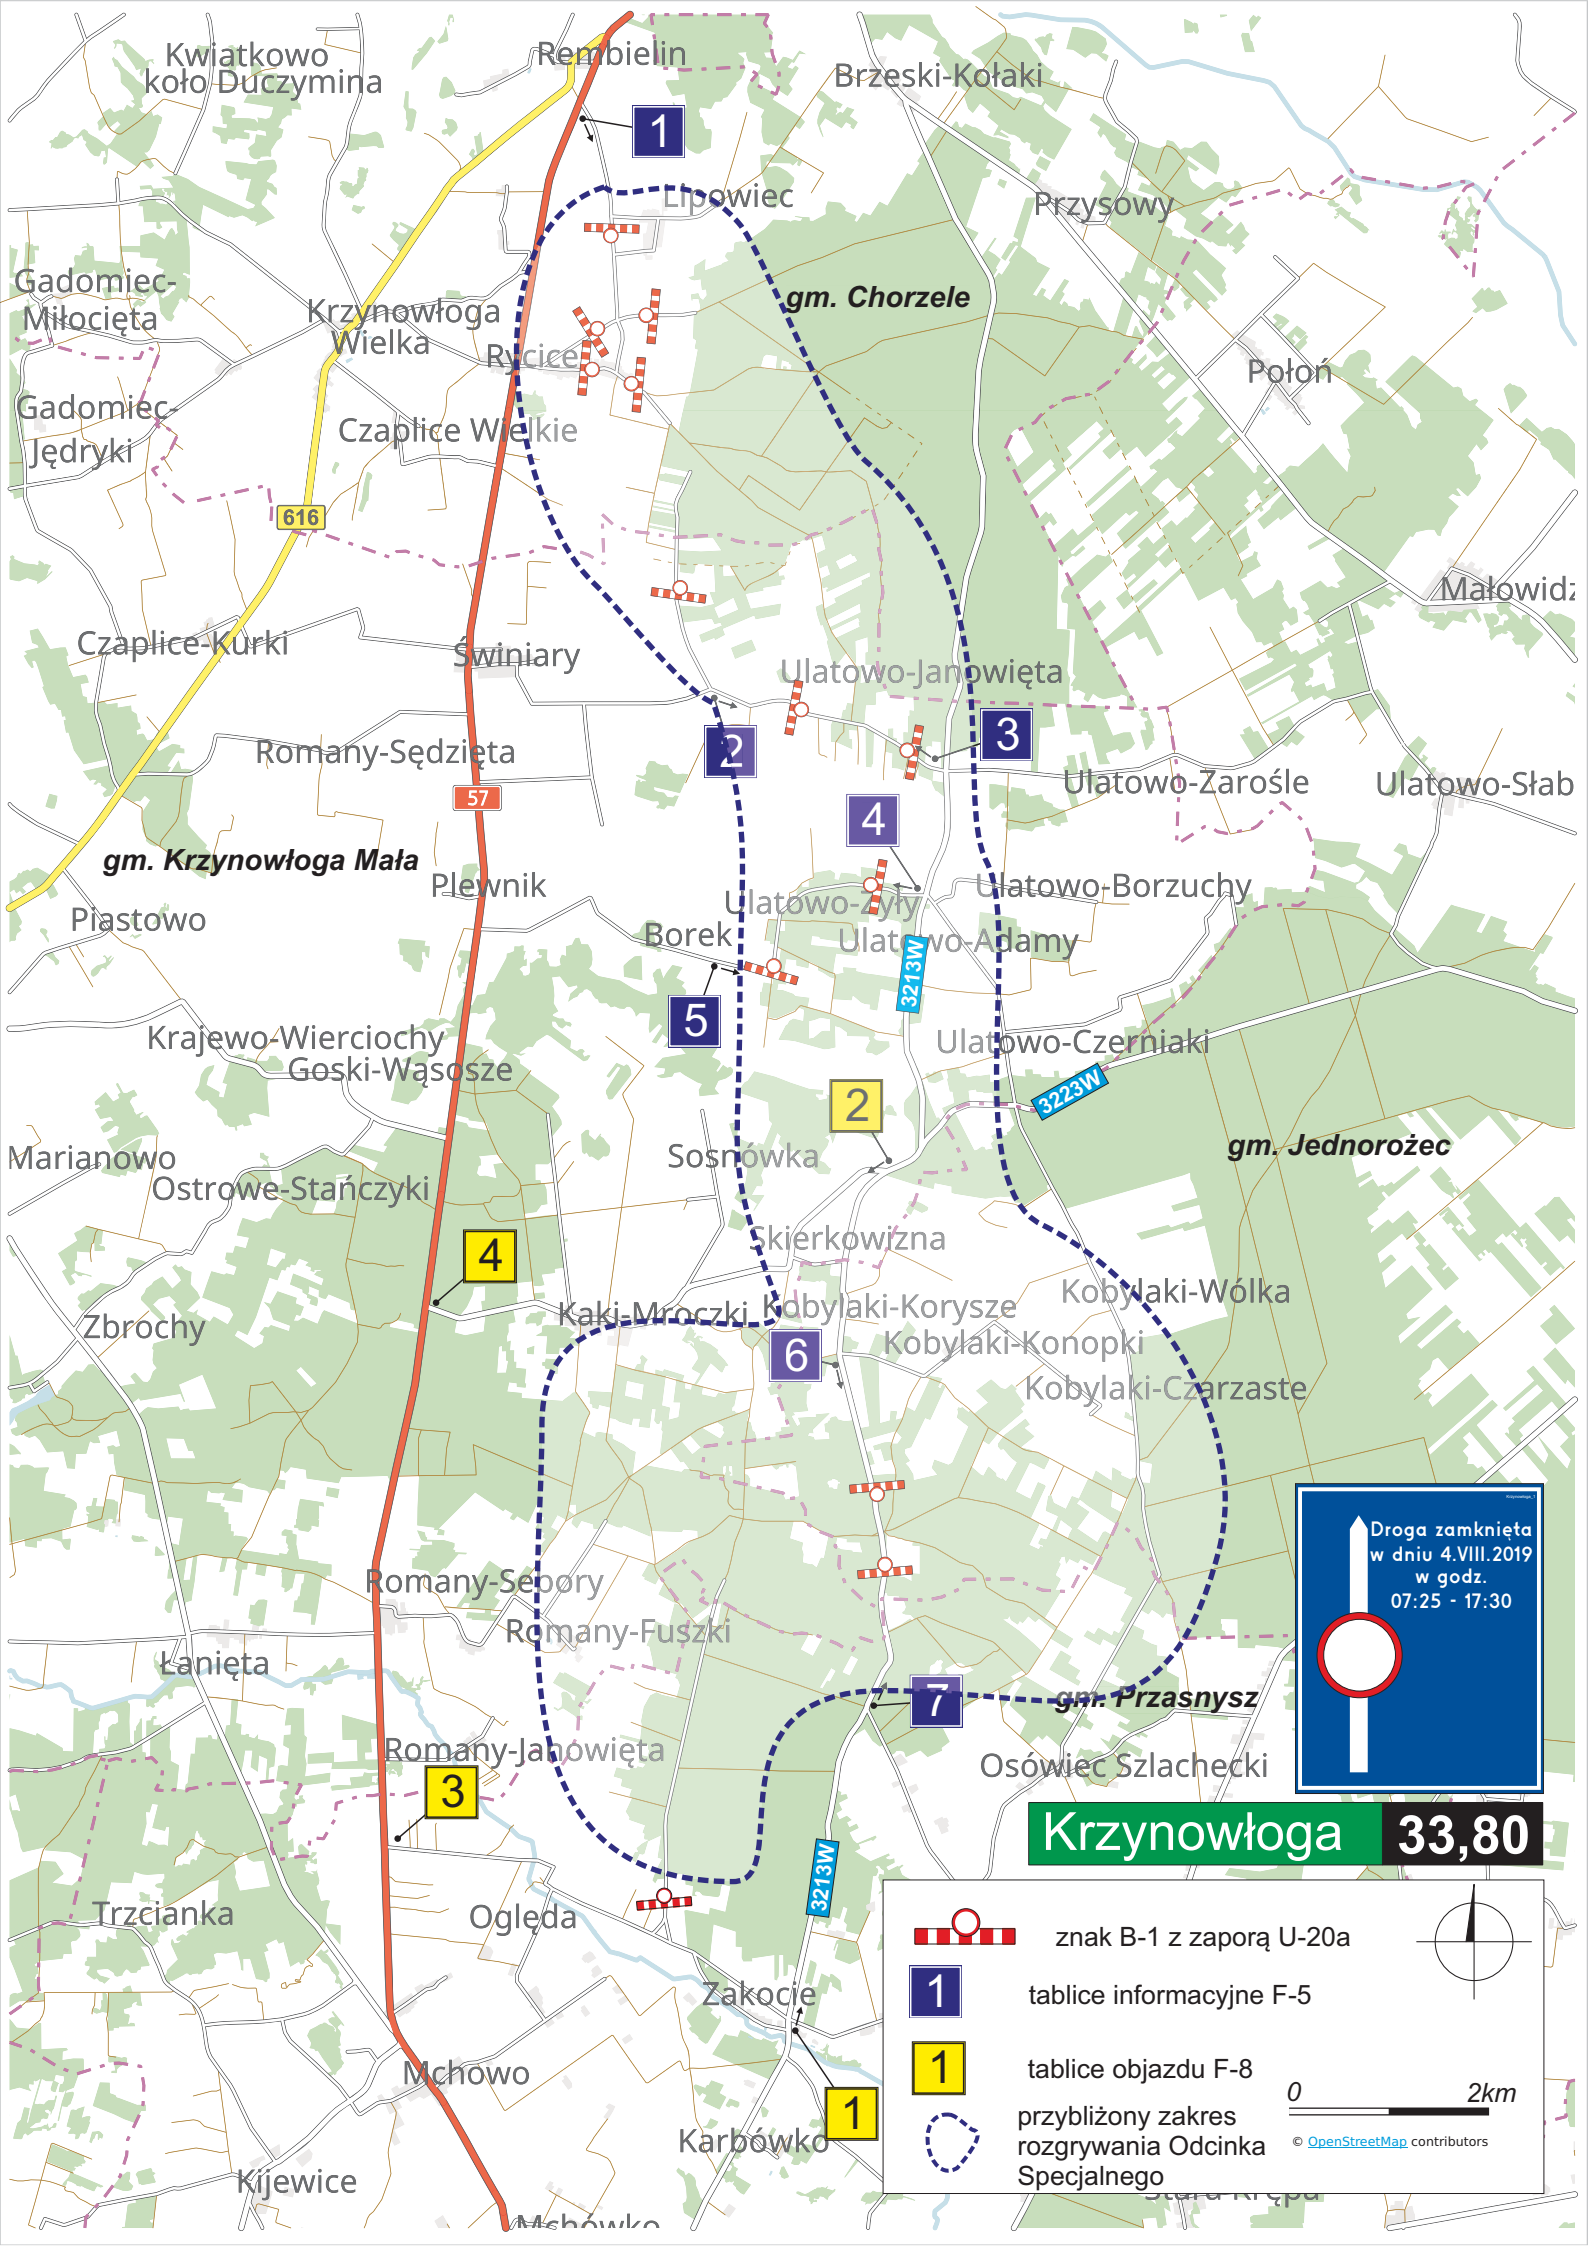 Kwiatkowo
koło Duczymina
Rembielin
Brzeski-Kołaki
1
Lipowiec
Przysowy
Gadomiec-
Miłocięta
Krzynowłoga
Wielka
gm. Chorzele
Rycice
Połoń
Gadomiec-
Jędryki
Czaplice Wielkie
616
Małowidz
Czaplice-Kurki
Świniary
Ulatowo-Janowięta
2
3
Romany-Sędzięta
Ulatowo-Zarośle
Ulatowo-Słab
57
4
gm. Krzynowłoga Mała
Plewnik
Ulatowo-Borzuchy
Ulatowo-Żyły
Piastowo
Borek
Ulatowo-Adamy
3213W
5
Krajewo-Wierciochy
Ulatowo-Czerniaki
Goski-Wąsosze
3223W
2
gm. Jednorożec
Marianowo
Sosnówka
Ostrowe-Stańczyki
4
Skierkowizna
Kobylaki-Wólka
Kaki-Mroczki
Kobylaki-Korysze
Zbrochy
Kobylaki-Konopki
6
Kobylaki-Czarzaste
Droga zamknięta
w dniu 4.VIII.2019
w godz.
07:25 - 17:30
Romany-Sebory
Romany-Fuszki
Łanięta
7
gm. Przasnysz
Romany-Janowięta
Osówiec Szlachecki
3
Krzynowłoga 33,80
3213W
Trzcianka
Oględa
znak B-1 z zaporą U-20a
Zakocie
1
tablice informacyjne F-5
Mchowo
1
tablice objazdu F-8
1
0 2km
Karbówko
przybliżony zakres
rozgrywania Odcinka
Specjalnego
© OpenStreetMap contributors
Kijewice
Mchówko